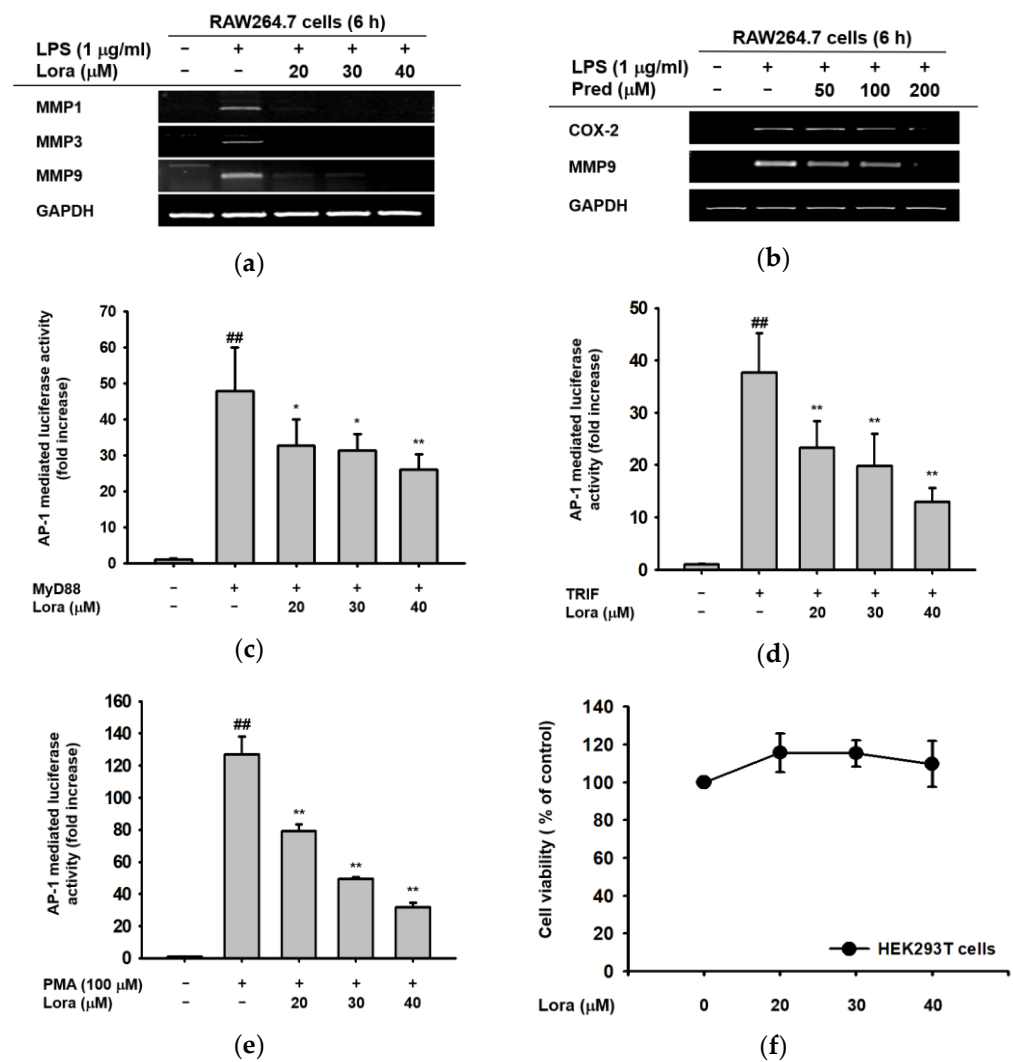 RAW264.7 cells (6 h)
LPS (1 μg/ml) − + + + +
Lora (μM) − − 20 30 40
MMP1
MMP3
MMP9
GAPDH
(a)
RAW264.7 cells (6 h)
LPS (1 μg/ml) − + + + +
Pred (μM) − − 50 100 200
COX-2
MMP9
GAPDH
(b)
AP-1 mediated luciferase activity
(fold increase)
70
60
50
40
30
20
10
0
##
*
*
**
MyD88 − + + + +
Lora (μM) − − 20 30 40
(c)
AP-1 mediated luciferase
activity (fold increase)
50
40
30
20
10
0
##
**
**
**
TRIF − + + + +
Lora (μM) − − 20 30 40
(d)
AP-1 mediated luciferase
activity (fold increase)
160
140
120
100
80
60
40
20
0
##
**
**
**
PMA (100 μM) − + + + +
Lora (μM) − − 20 30 40
(e)
Cell viability ( % of control)
140
120
100
80
60
40
20
0
HEK293T cells
Lora (μM) 0 20 30 40
(f)